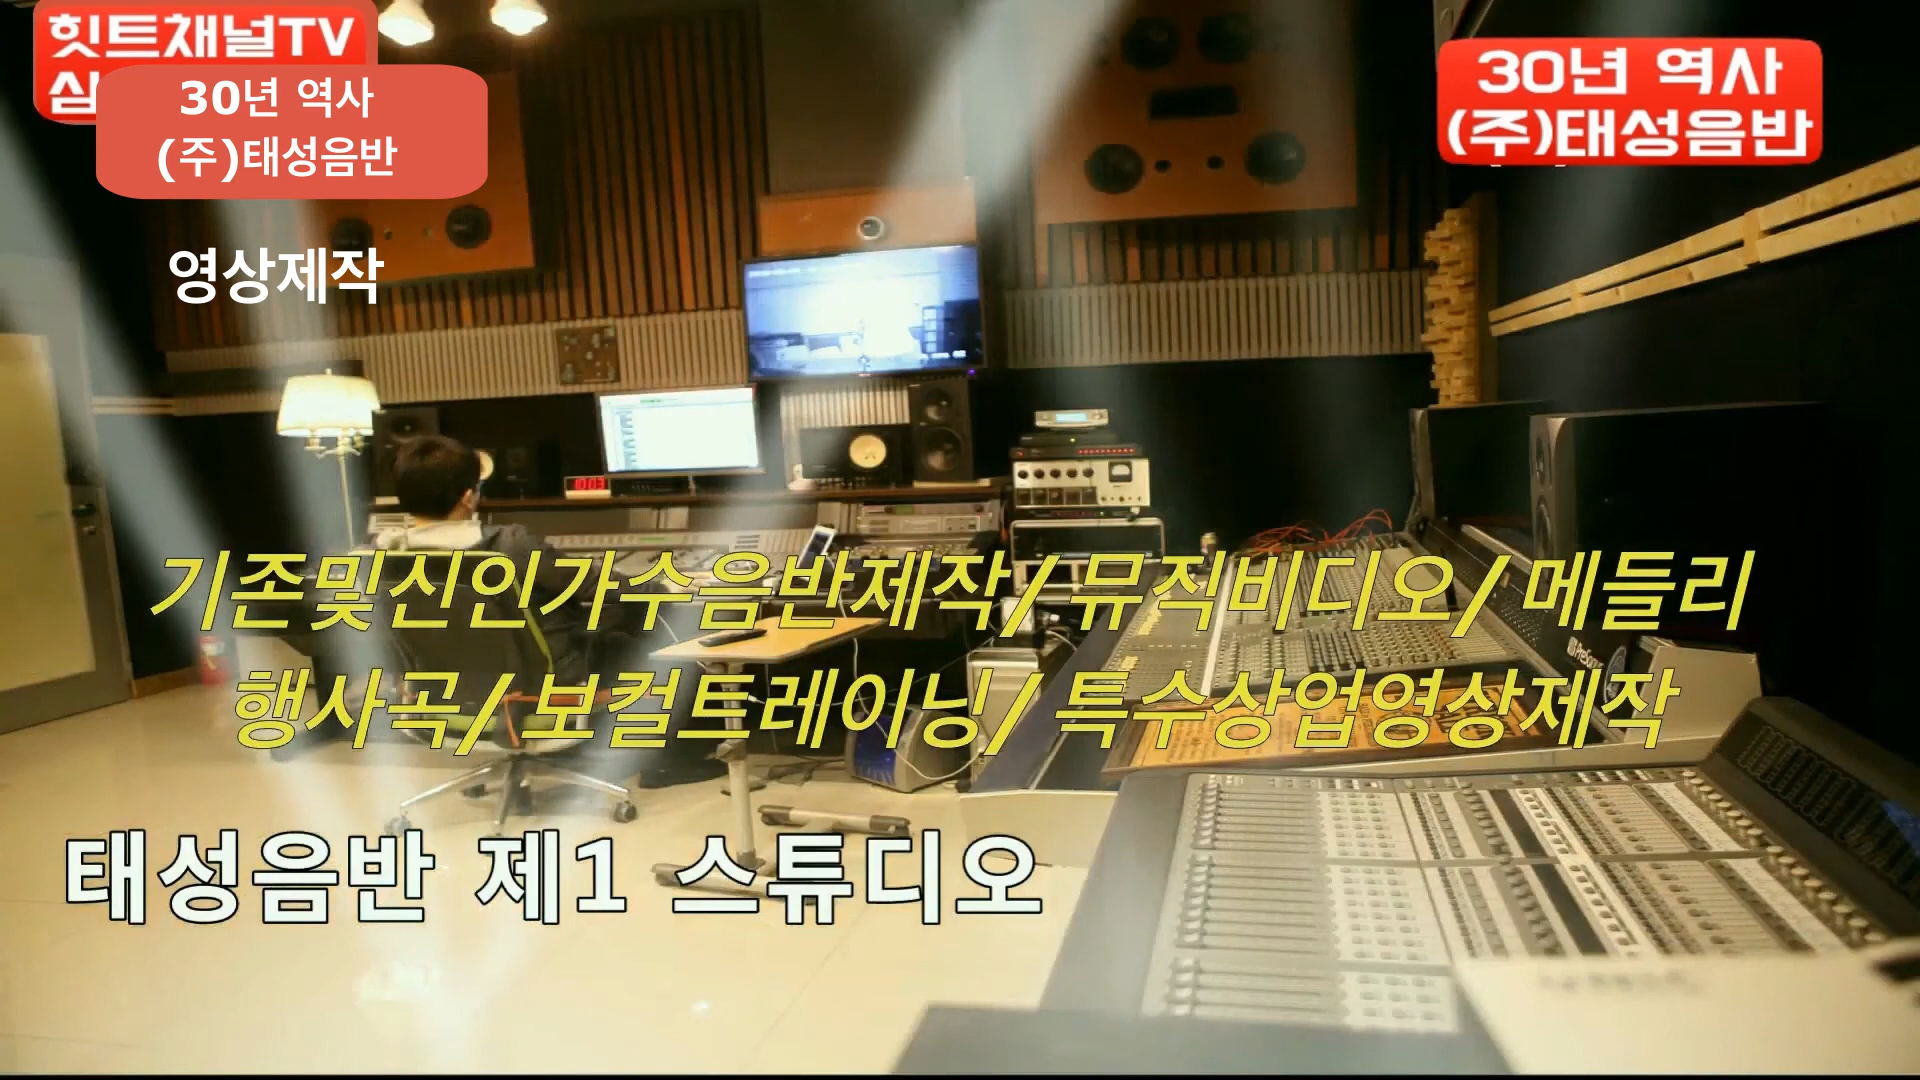 힛트채널TV
30년 역사
(주)태성음반
30년 역사
(주)태성음반
영상제작
10:03
기존및신인가수음반제작/뮤직비디오/메들리
행사곡/보컬트레이닝/특수상업영상제작
태성음반 제1 스튜디오